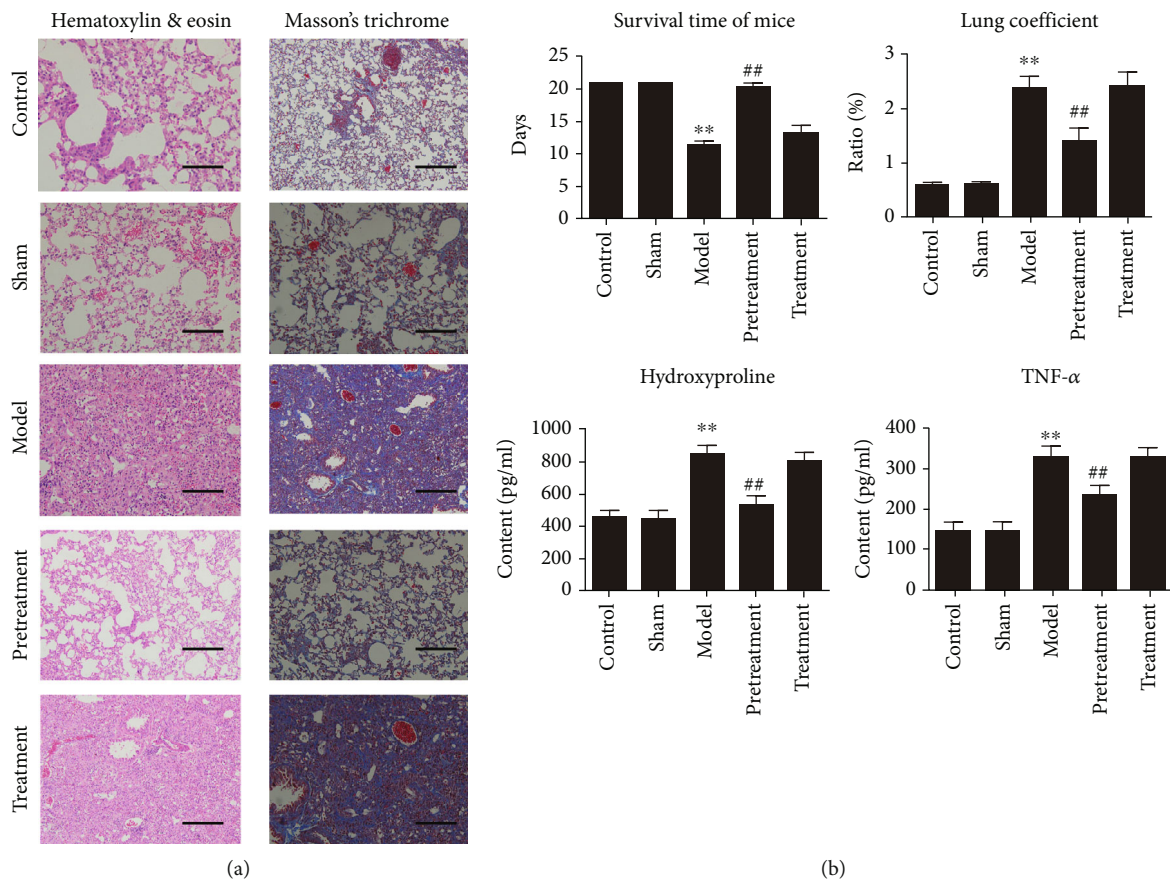 Hematoxylin & eosin
Masson's trichrome
Control
Sham
Model
Pretreatment
Treatment
(a)
Survival time of mice
Days
25
20
15
10
5
0
**
##
Control
Sham
Model
Pretreatment
Treatment
Lung coefficient
Ratio (%)
3
2
1
0
**
##
Control
Sham
Model
Pretreatment
Treatment
Hydroxyproline
Content (pg/ml)
1000
800
600
400
200
0
**
##
Control
Sham
Model
Pretreatment
Treatment
TNF-α
Content (pg/ml)
400
300
200
100
0
**
##
Control
Sham
Model
Pretreatment
Treatment
(b)